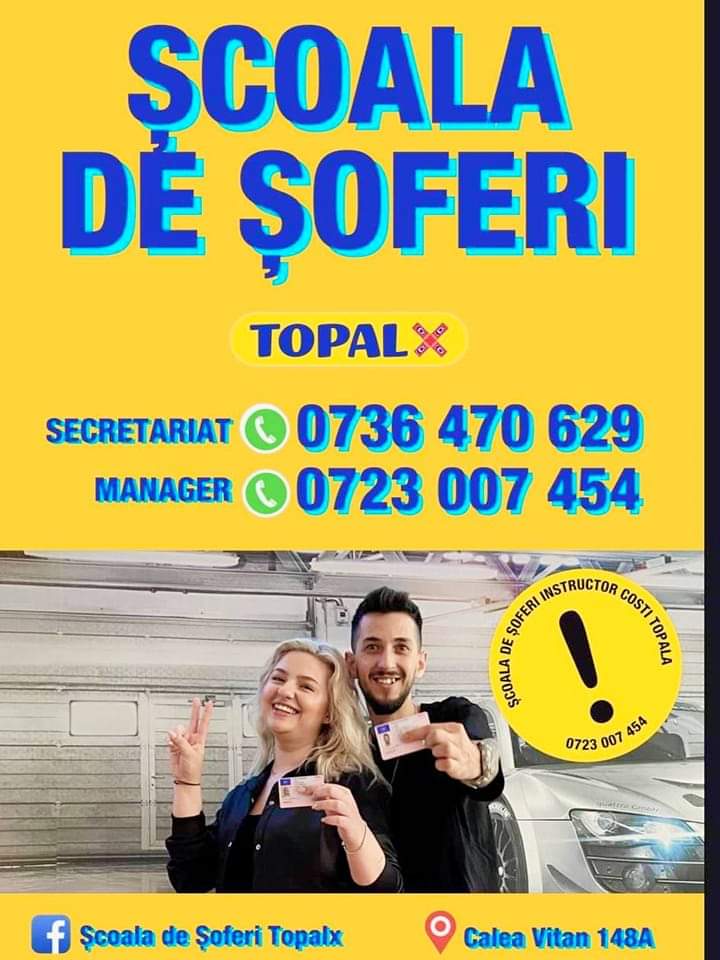 ȘCOALA
DE ȘOFERI
TOPALX
SECRETARIAT 0736 470 629
MANAGER 0723 007 454
ȘCOALA DE ȘOFERI INSTRUCTOR COSTI TOPALA
0723 007 454
Școala de Șoferi Topalx
Calea Vitan 148A